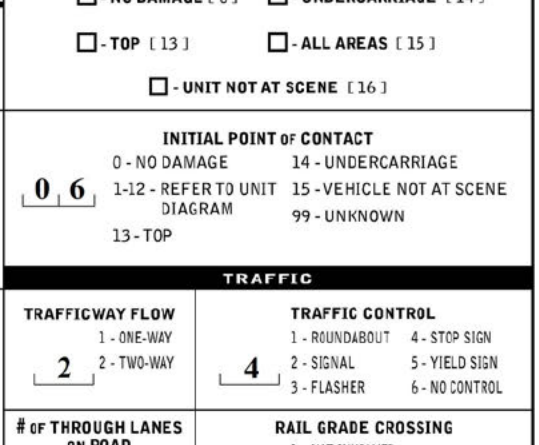 - TOP [ 13 ] - ALL AREAS [ 15 ]
- UNIT NOT AT SCENE [ 16 ]
INITIAL POINT OF CONTACT
0 - NO DAMAGE 14 - UNDERCARRIAGE
0 6 1-12 - REFER TO UNIT 15 - VEHICLE NOT AT SCENE
DIAGRAM 99 - UNKNOWN
13 - TOP
TRAFFIC
TRAFFICWAY FLOW
1 - ONE-WAY
2 2 - TWO-WAY
TRAFFIC CONTROL
1 - ROUNDABOUT 4 - STOP SIGN
4 2 - SIGNAL 5 - YIELD SIGN
3 - FLASHER 6 - NO CONTROL
# OF THROUGH LANES
ON ROAD
RAIL GRADE CROSSING